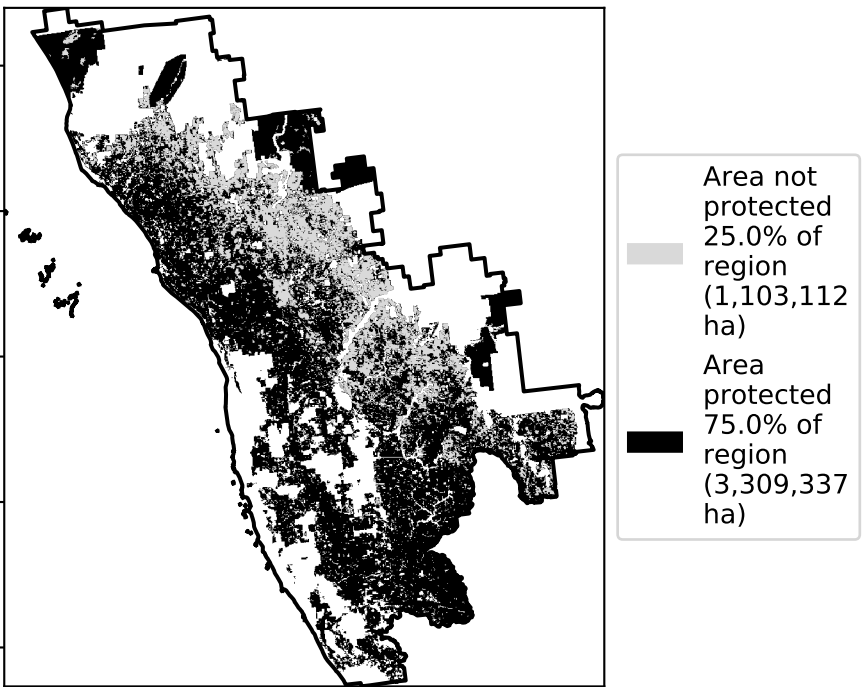 Area not
protected
25.0% of
region
(1,103,112
ha)
Area
protected
75.0% of
region
(3,309,337
ha)